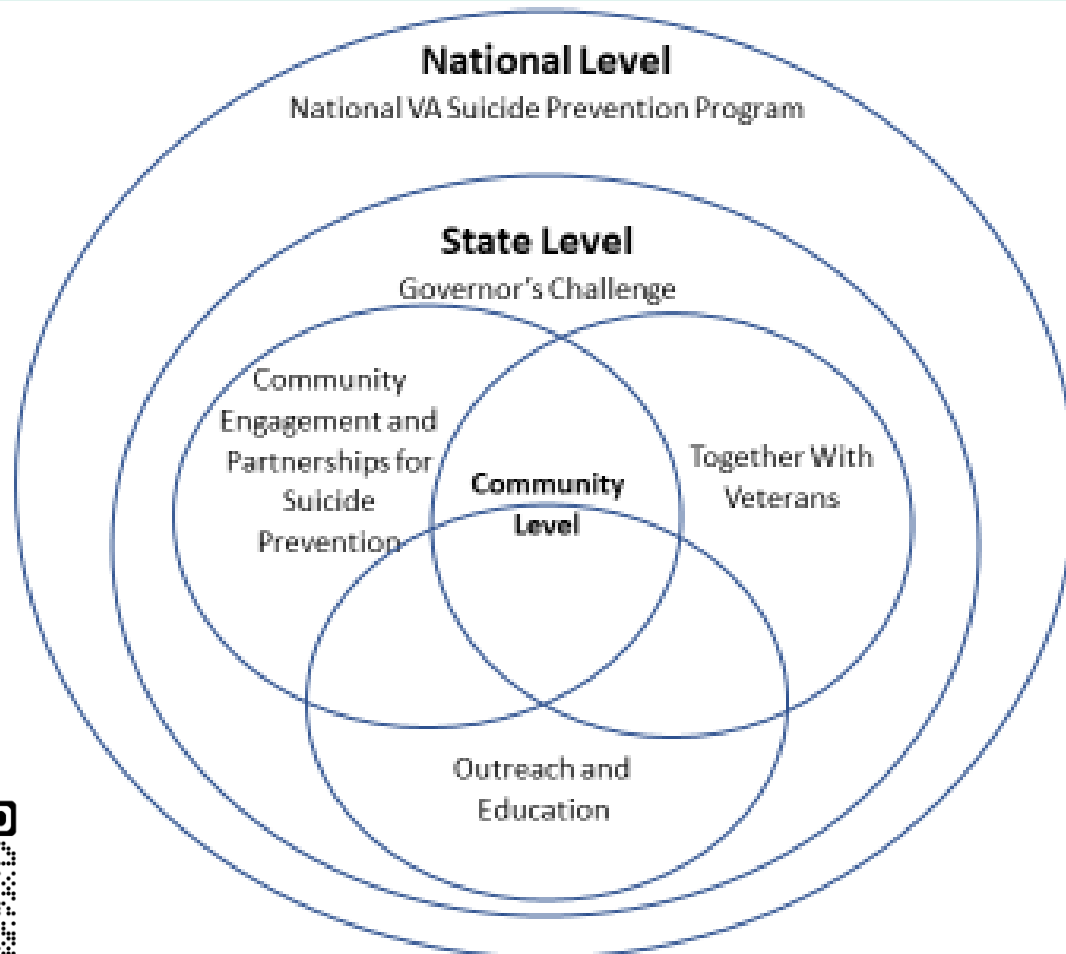 National Level
National VA Suicide Prevention Program
State Level
Governor's Challenge
Community
Engagement and
Partnerships for
Suicide
Prevention
Community
Level
Together With
Veterans
Outreach and
Education